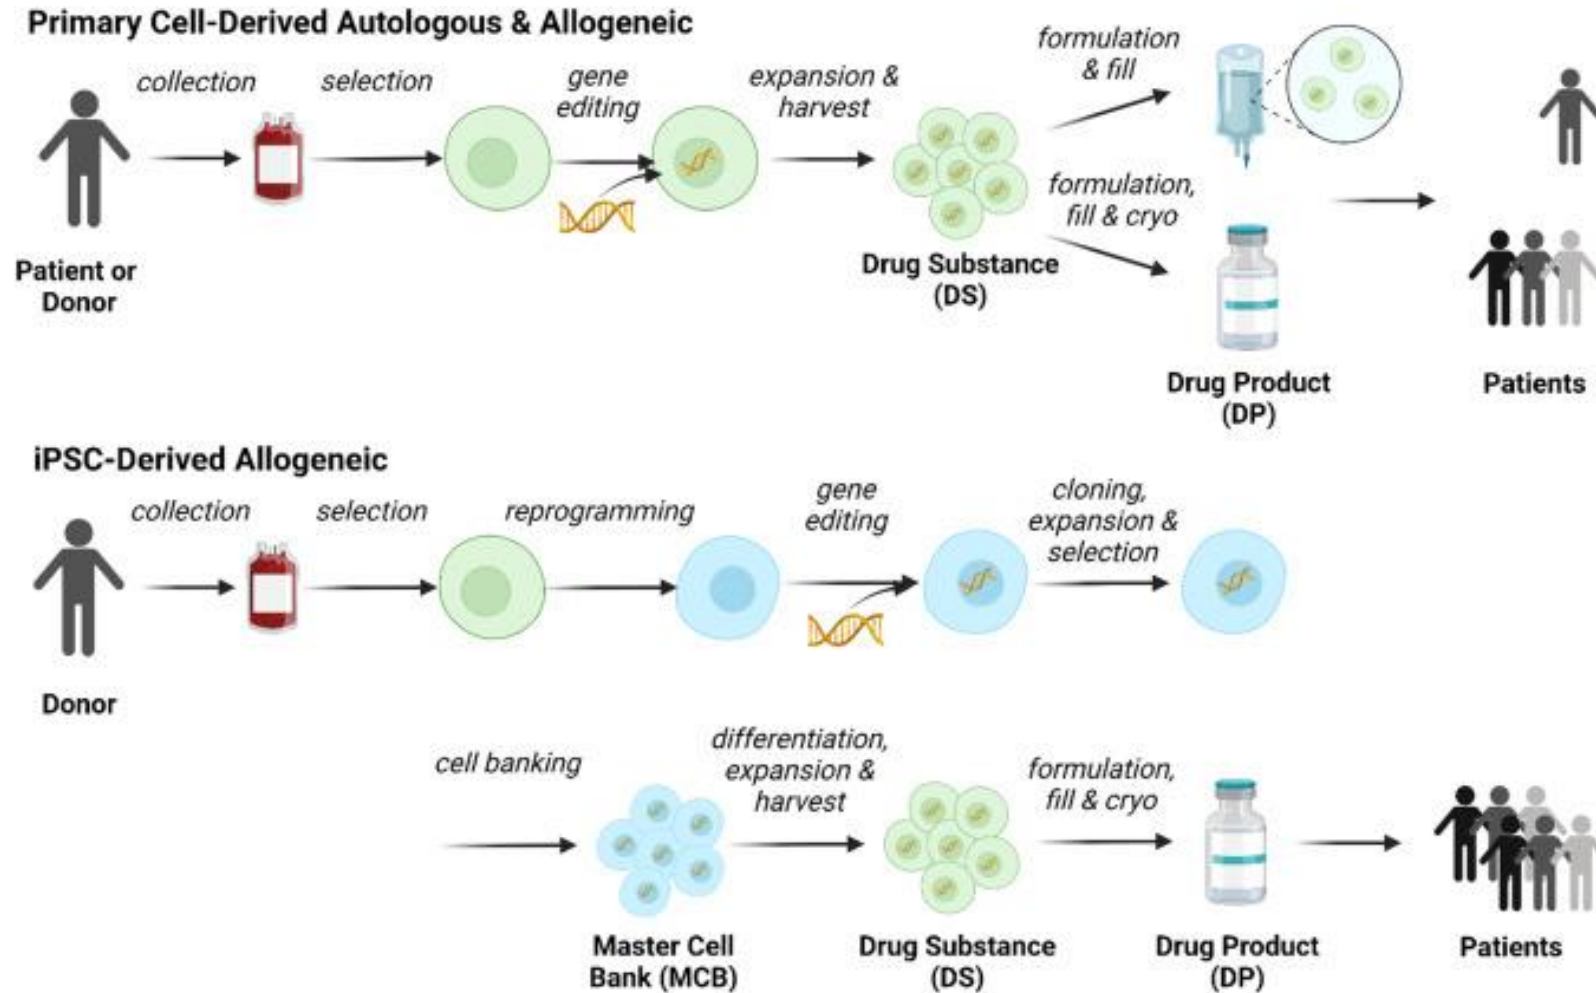 Primary Cell-Derived Autologous & Allogeneic
collection
selection
gene
editing
expansion &
harvest
formulation
& fill
formulation,
fill & cryo
Patient or
Donor
Drug Substance
(DS)
Drug Product
(DP)
Patients
iPSC-Derived Allogeneic
collection
selection
reprogramming
gene
editing
cloning,
expansion &
selection
Donor
cell banking
differentiation,
expansion &
harvest
formulation,
fill & cryo
Master Cell
Bank (MCB)
Drug Substance
(DS)
Drug Product
(DP)
Patients